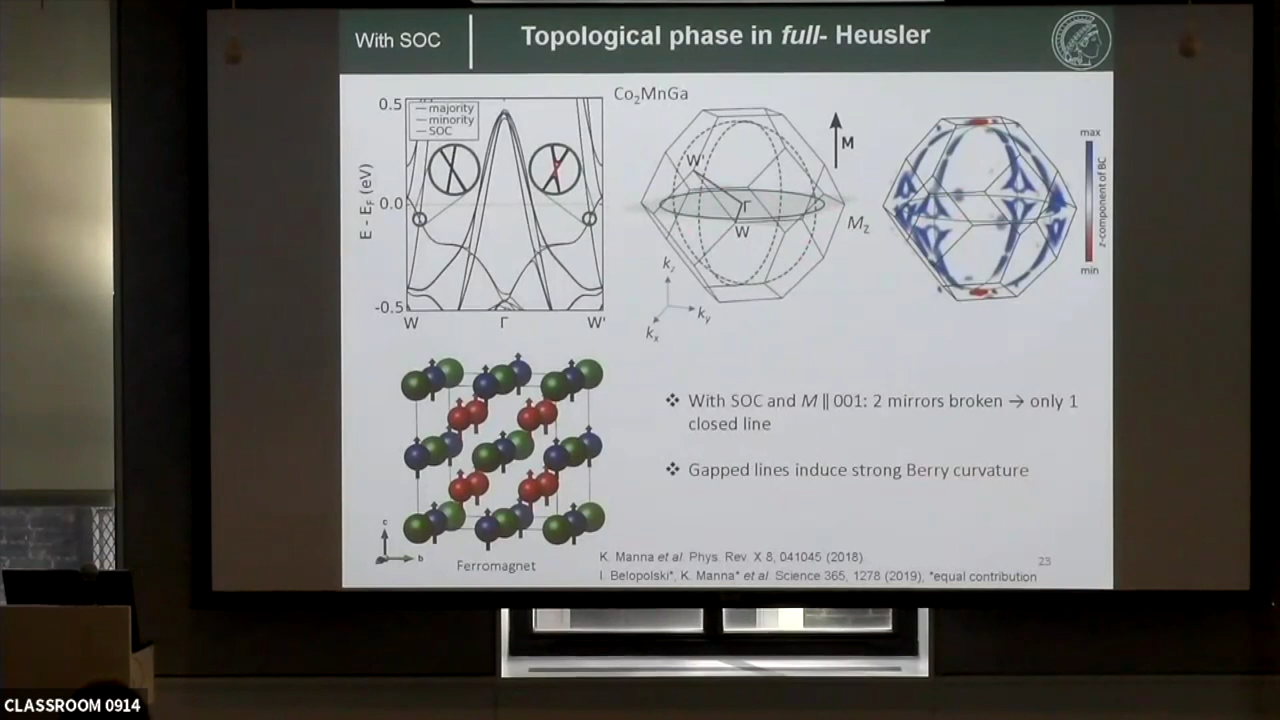 With SOC
Topological phase in full- Heusler
Co₂MnGa
0.5
majority
minority
SOC
E - E_F (eV)
0.0
-0.5
W
Γ
W'
W'
Γ
W
M
M_z
k_z
k_y
k_x
max
z-component of BC
min
❖ With SOC and M || 001: 2 mirrors broken → only 1
closed line
❖ Gapped lines induce strong Berry curvature
c
b
Ferromagnet
K. Manna et al. Phys. Rev. X 8, 041045 (2018)
I. Belopolski*, K. Manna* et al. Science 365, 1278 (2019), *equal contribution
23
CLASSROOM 0914